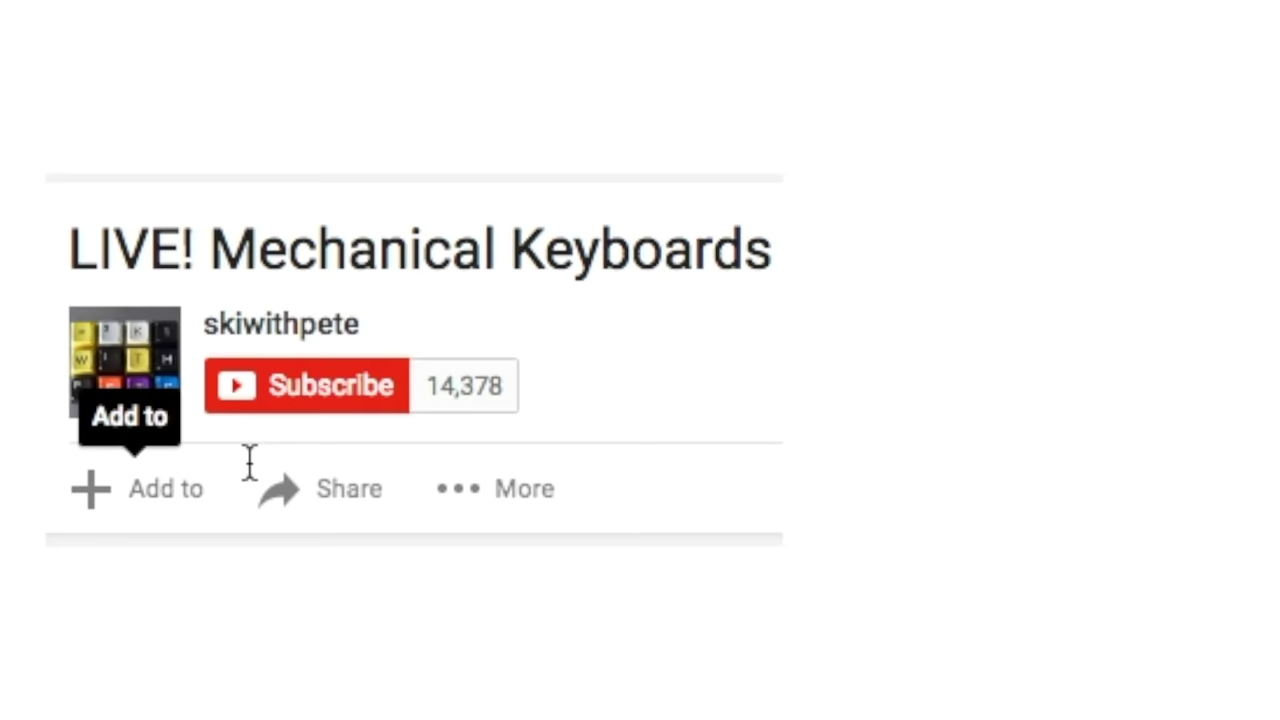 LIVE! Mechanical Keyboards
skiwithpete
Subscribe 14,378
Add to
Add to Share More